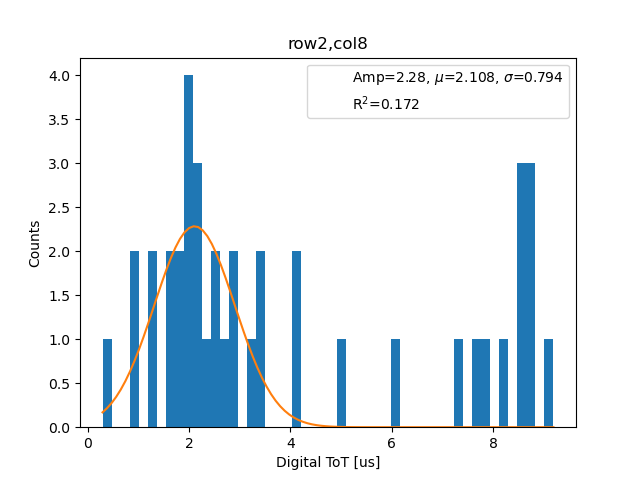 row2,col8
Amp=2.28, μ=2.108, σ=0.794
R²=0.172
4.0
3.5
3.0
2.5
2.0
1.5
1.0
0.5
0.0
Counts
0 2 4 6 8
Digital ToT [us]